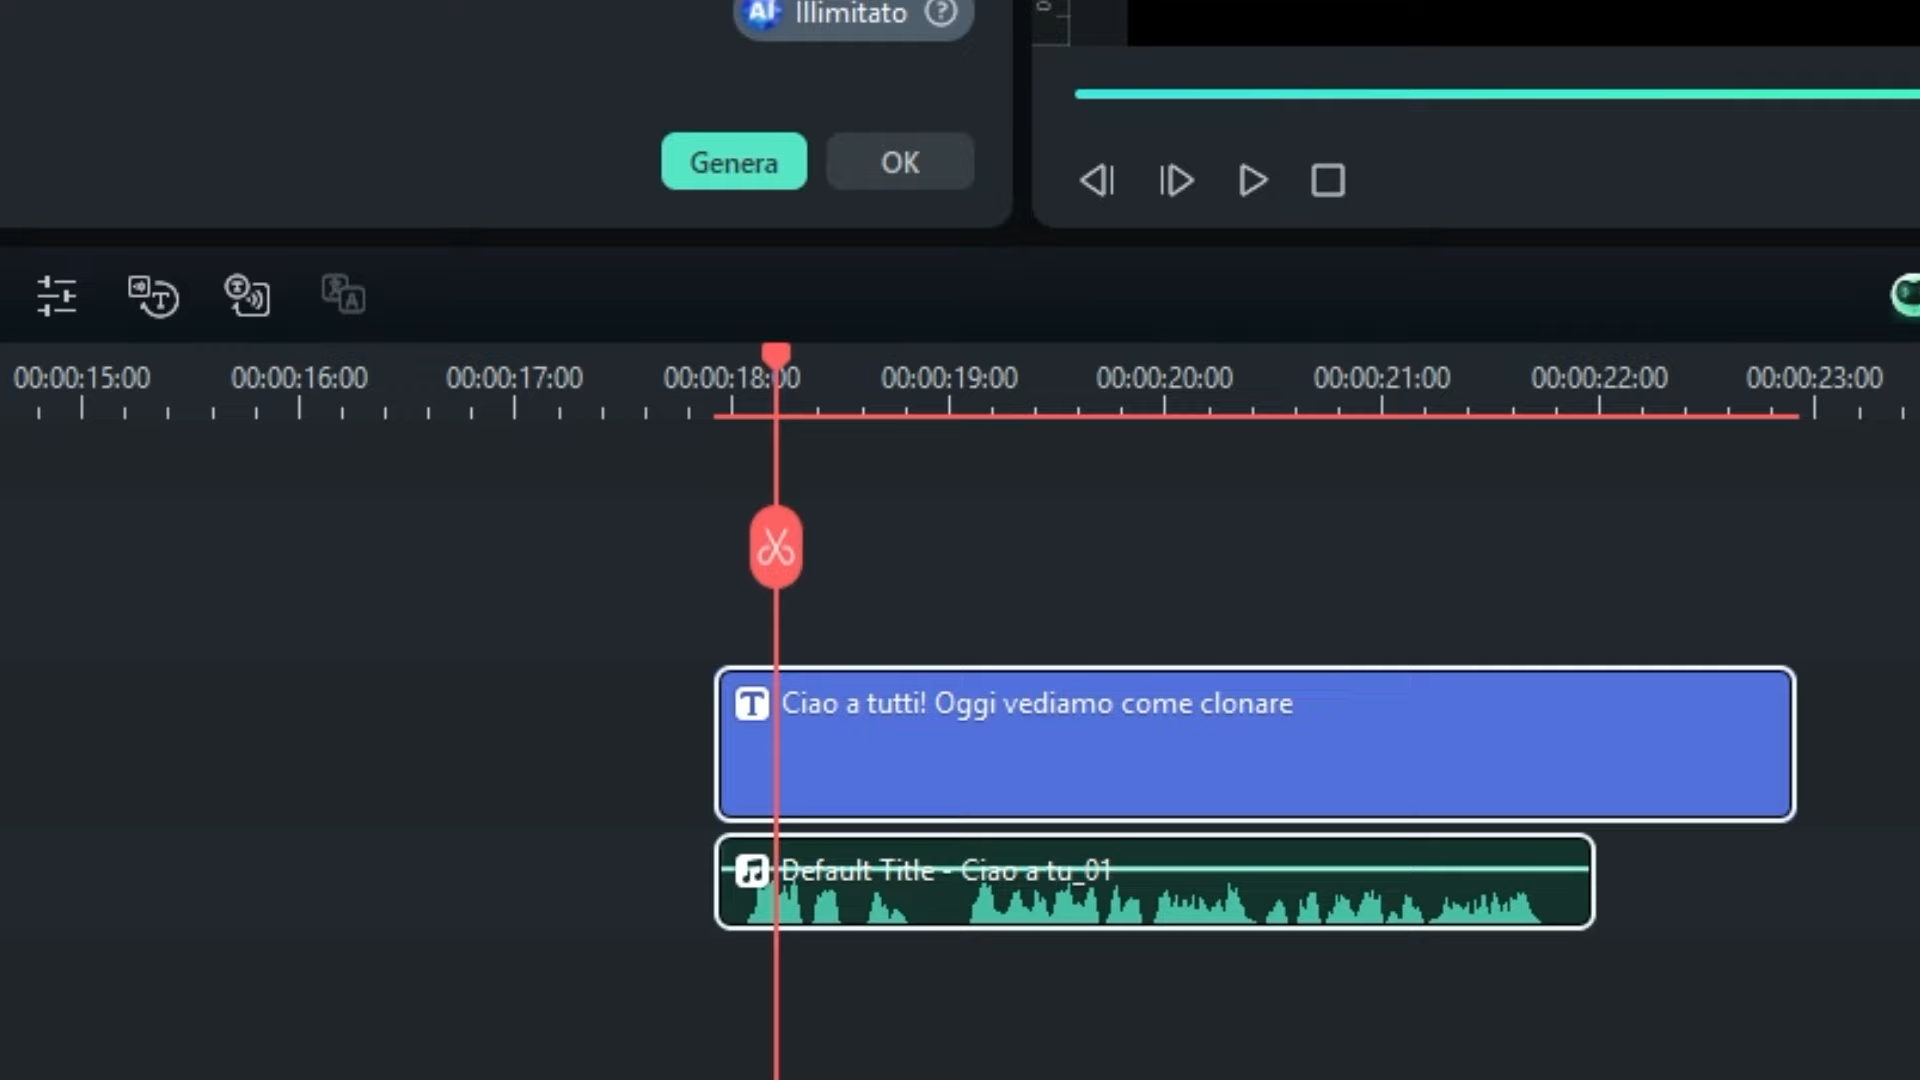 AI Illimitato ?
Genera OK
00:00:15:00 00:00:16:00 00:00:17:00 00:00:18:00 00:00:19:00 00:00:20:00 00:00:21:00 00:00:22:00 00:00:23:00
Ciao a tutti! Oggi vediamo come clonare
Default Title - Ciao a tu_01